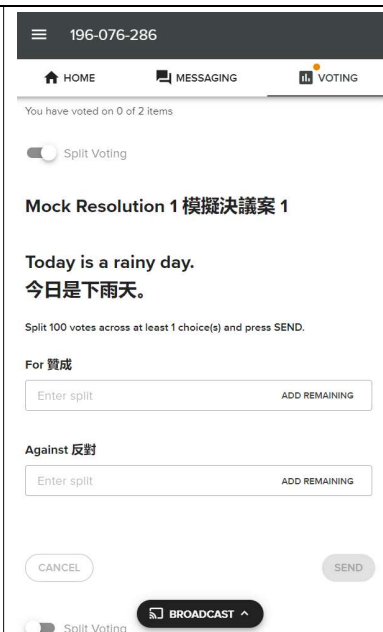 196-076-286
HOME MESSAGING VOTING
You have voted on 0 of 2 items
Split Voting
Mock Resolution 1 模擬決議案 1
Today is a rainy day.
今日是下雨天。
Split 100 votes across at least 1 choice(s) and press SEND.
For 贊成
Enter split ADD REMAINING
Against 反對
Enter split ADD REMAINING
CANCEL SEND
BROADCAST
Split Voting